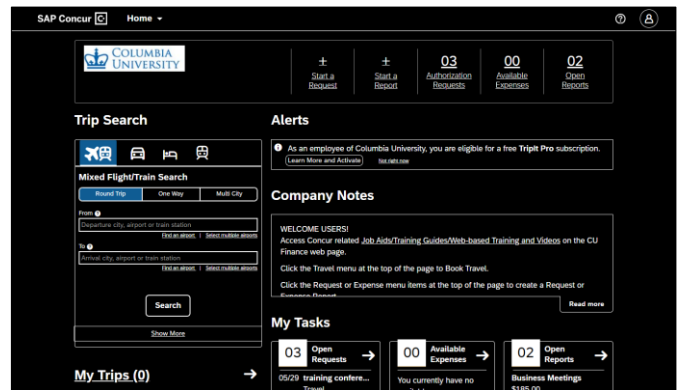 SAP Concur C Home
COLUMBIA
UNIVERSITY
+
Start a
Request
+
Start a
Report
03
Authorization
Requests
00
Available
Expenses
02
Open
Reports
Trip Search
Mixed Flight/Train Search
Round Trip One Way Multi City
From
Departure city, airport or train station
Find an airport | Select multiple airports
To
Arrival city, airport or train station
Find an airport | Select multiple airports
Search
Show More
My Trips (0) →
Alerts
As an employee of Columbia University, you are eligible for a free TripIt Pro subscription.
Learn More and Activate Not right now
Company Notes
WELCOME USERS!
Access Concur related Job Aids/Training Guides/Web-based Training and Videos on the CU
Finance web page.
Click the Travel menu at the top of the page to Book Travel.
Click the Request or Expense menu items at the top of the page to create a Request or
Expense Report
Read more
My Tasks
03 Open
Requests →
05/29 training confere...
Travel
00 Available
Expenses →
You currently have no
02 Open
Reports →
Business Meetings
$185.00